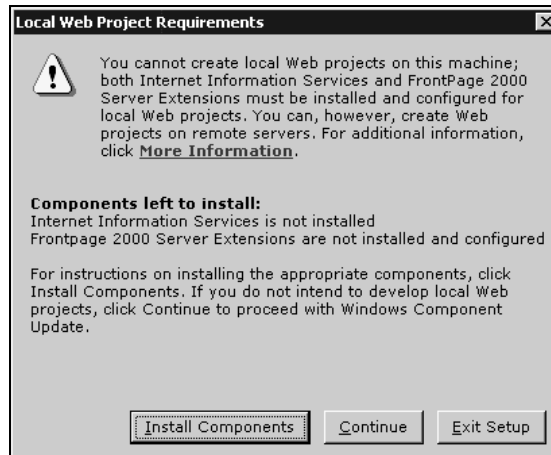 Local Web Project Requirements
You cannot create local Web projects on this machine;
both Internet Information Services and FrontPage 2000
Server Extensions must be installed and configured for
local Web projects. You can, however, create Web
projects on remote servers. For additional information,
click More Information.
Components left to install:
Internet Information Services is not installed
Frontpage 2000 Server Extensions are not installed and configured
For instructions on installing the appropriate components, click
Install Components. If you do not intend to develop local Web
projects, click Continue to proceed with Windows Component
Update.
Install Components Continue Exit Setup